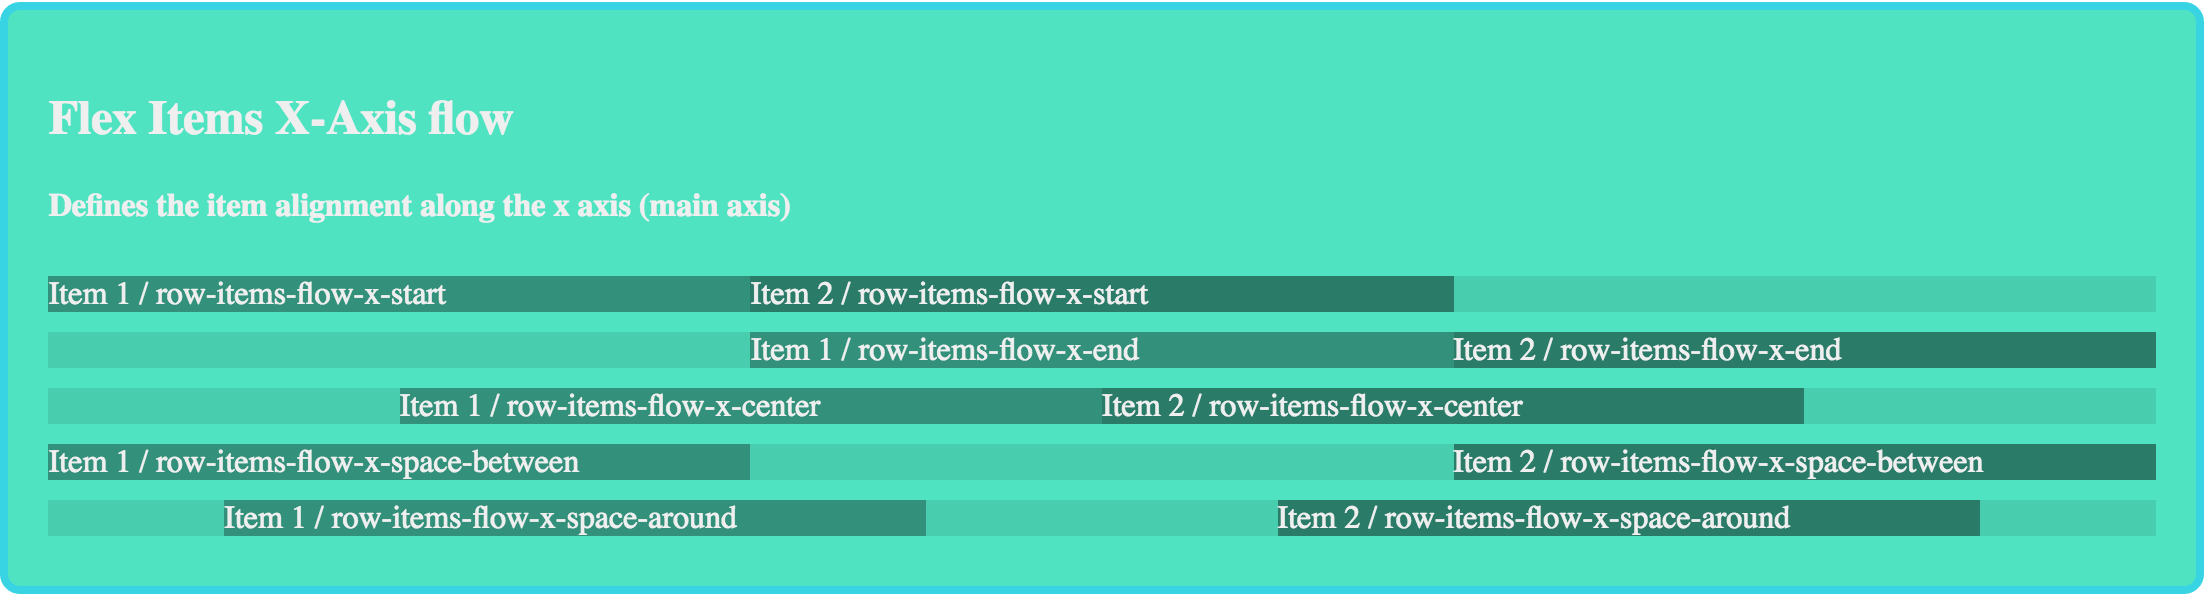 Flex Items X-Axis flow
Defines the item alignment along the x axis (main axis)
Item 1 / row-items-flow-x-start Item 2 / row-items-flow-x-start
Item 1 / row-items-flow-x-end Item 2 / row-items-flow-x-end
Item 1 / row-items-flow-x-center Item 2 / row-items-flow-x-center
Item 1 / row-items-flow-x-space-between Item 2 / row-items-flow-x-space-between
Item 1 / row-items-flow-x-space-around Item 2 / row-items-flow-x-space-around